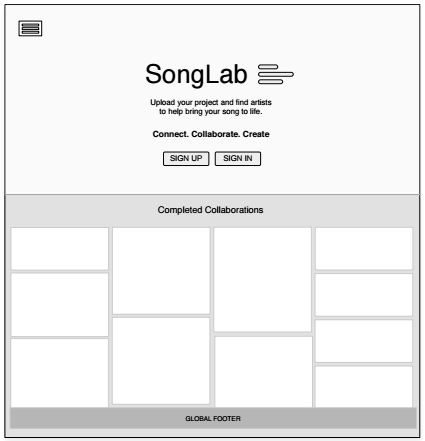 SongLab
Upload your project and find artists
to help bring your song to life.
Connect. Collaborate. Create
SIGN UP
SIGN IN
Completed Collaborations
GLOBAL FOOTER